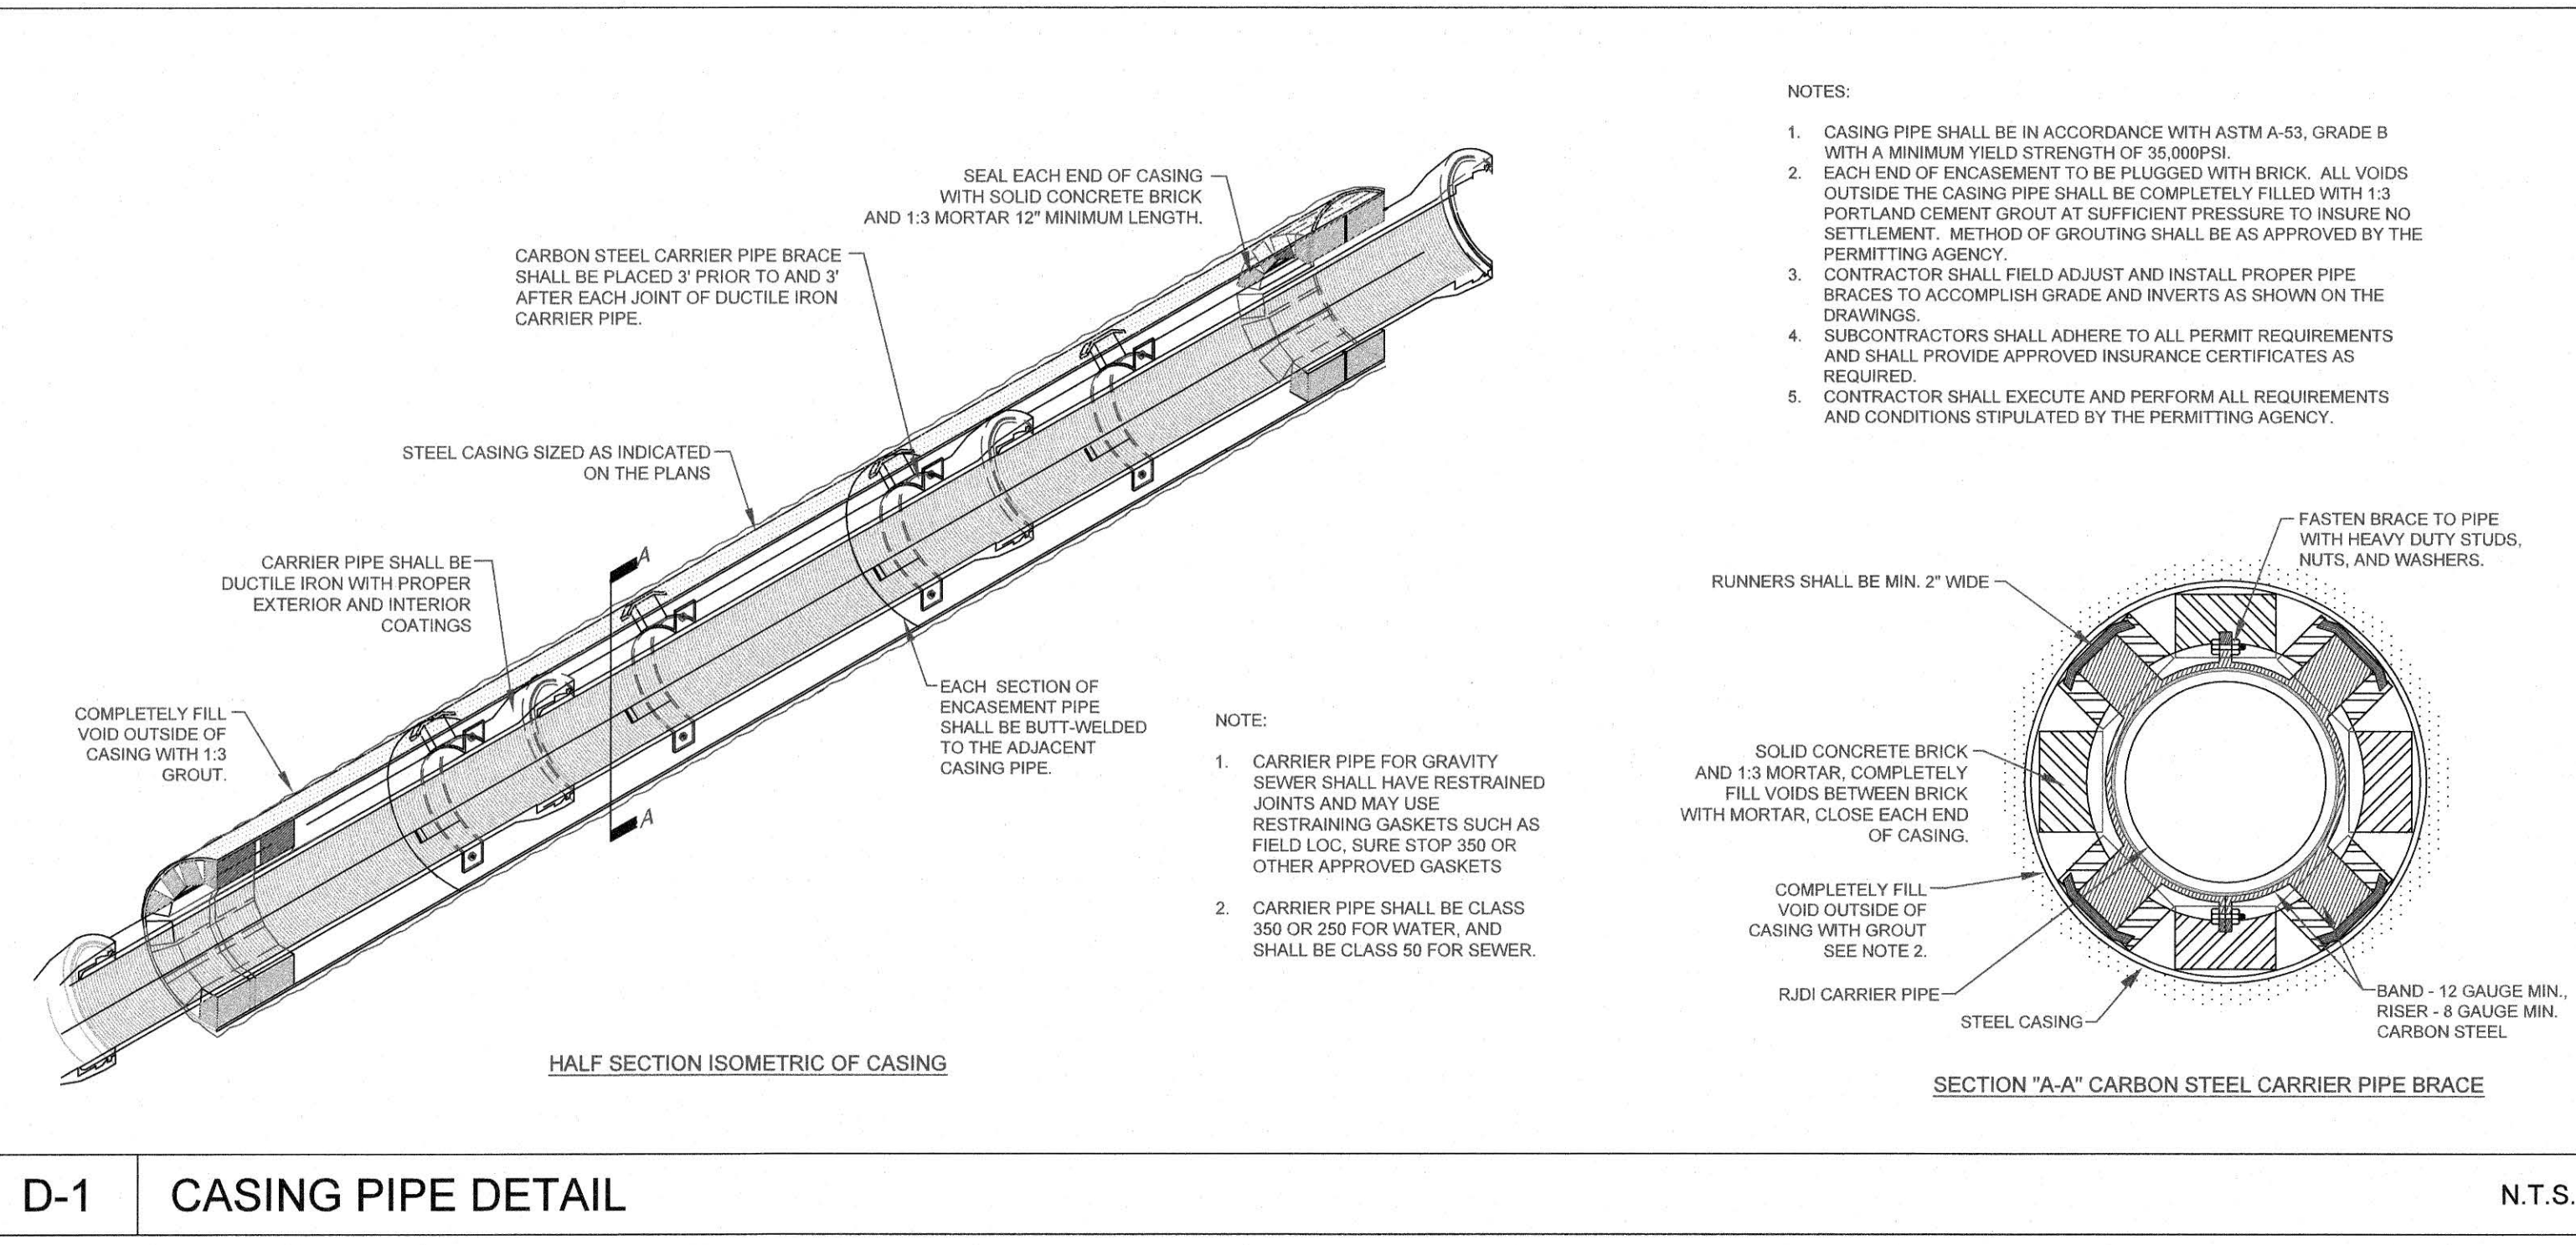 SEAL EACH END OF CASING
WITH SOLID CONCRETE BRICK
AND 1:3 MORTAR 12" MINIMUM LENGTH.
CARBON STEEL CARRIER PIPE BRACE
SHALL BE PLACED 3' PRIOR TO AND 3'
AFTER EACH JOINT OF DUCTILE IRON
CARRIER PIPE.
STEEL CASING SIZED AS INDICATED
ON THE PLANS
CARRIER PIPE SHALL BE
DUCTILE IRON WITH PROPER
EXTERIOR AND INTERIOR
COATINGS
COMPLETELY FILL
VOID OUTSIDE OF
CASING WITH 1:3
GROUT.
A
A
EACH SECTION OF
ENCASEMENT PIPE
SHALL BE BUTT-WELDED
TO THE ADJACENT
CASING PIPE.
HALF SECTION ISOMETRIC OF CASING
NOTE:
1. CARRIER PIPE FOR GRAVITY
SEWER SHALL HAVE RESTRAINED
JOINTS AND MAY USE
RESTRAINING GASKETS SUCH AS
FIELD LOC, SURE STOP 350 OR
OTHER APPROVED GASKETS
2. CARRIER PIPE SHALL BE CLASS
350 OR 250 FOR WATER, AND
SHALL BE CLASS 50 FOR SEWER.
NOTES:
1. CASING PIPE SHALL BE IN ACCORDANCE WITH ASTM A-53, GRADE B
WITH A MINIMUM YIELD STRENGTH OF 35,000PSI.
2. EACH END OF ENCASEMENT TO BE PLUGGED WITH BRICK. ALL VOIDS
OUTSIDE THE CASING PIPE SHALL BE COMPLETELY FILLED WITH 1:3
PORTLAND CEMENT GROUT AT SUFFICIENT PRESSURE TO INSURE NO
SETTLEMENT. METHOD OF GROUTING SHALL BE AS APPROVED BY THE
PERMITTING AGENCY.
3. CONTRACTOR SHALL FIELD ADJUST AND INSTALL PROPER PIPE
BRACES TO ACCOMPLISH GRADE AND INVERTS AS SHOWN ON THE
DRAWINGS.
4. SUBCONTRACTORS SHALL ADHERE TO ALL PERMIT REQUIREMENTS
AND SHALL PROVIDE APPROVED INSURANCE CERTIFICATES AS
REQUIRED.
5. CONTRACTOR SHALL EXECUTE AND PERFORM ALL REQUIREMENTS
AND CONDITIONS STIPULATED BY THE PERMITTING AGENCY.
FASTEN BRACE TO PIPE
WITH HEAVY DUTY STUDS,
NUTS, AND WASHERS.
RUNNERS SHALL BE MIN. 2" WIDE
SOLID CONCRETE BRICK
AND 1:3 MORTAR, COMPLETELY
FILL VOIDS BETWEEN BRICK
WITH MORTAR, CLOSE EACH END
OF CASING.
COMPLETELY FILL
VOID OUTSIDE OF
CASING WITH GROUT
SEE NOTE 2.
RJDI CARRIER PIPE
STEEL CASING
BAND - 12 GAUGE MIN.,
RISER - 8 GAUGE MIN.
CARBON STEEL
SECTION "A-A" CARBON STEEL CARRIER PIPE BRACE
D-1 CASING PIPE DETAIL N.T.S.